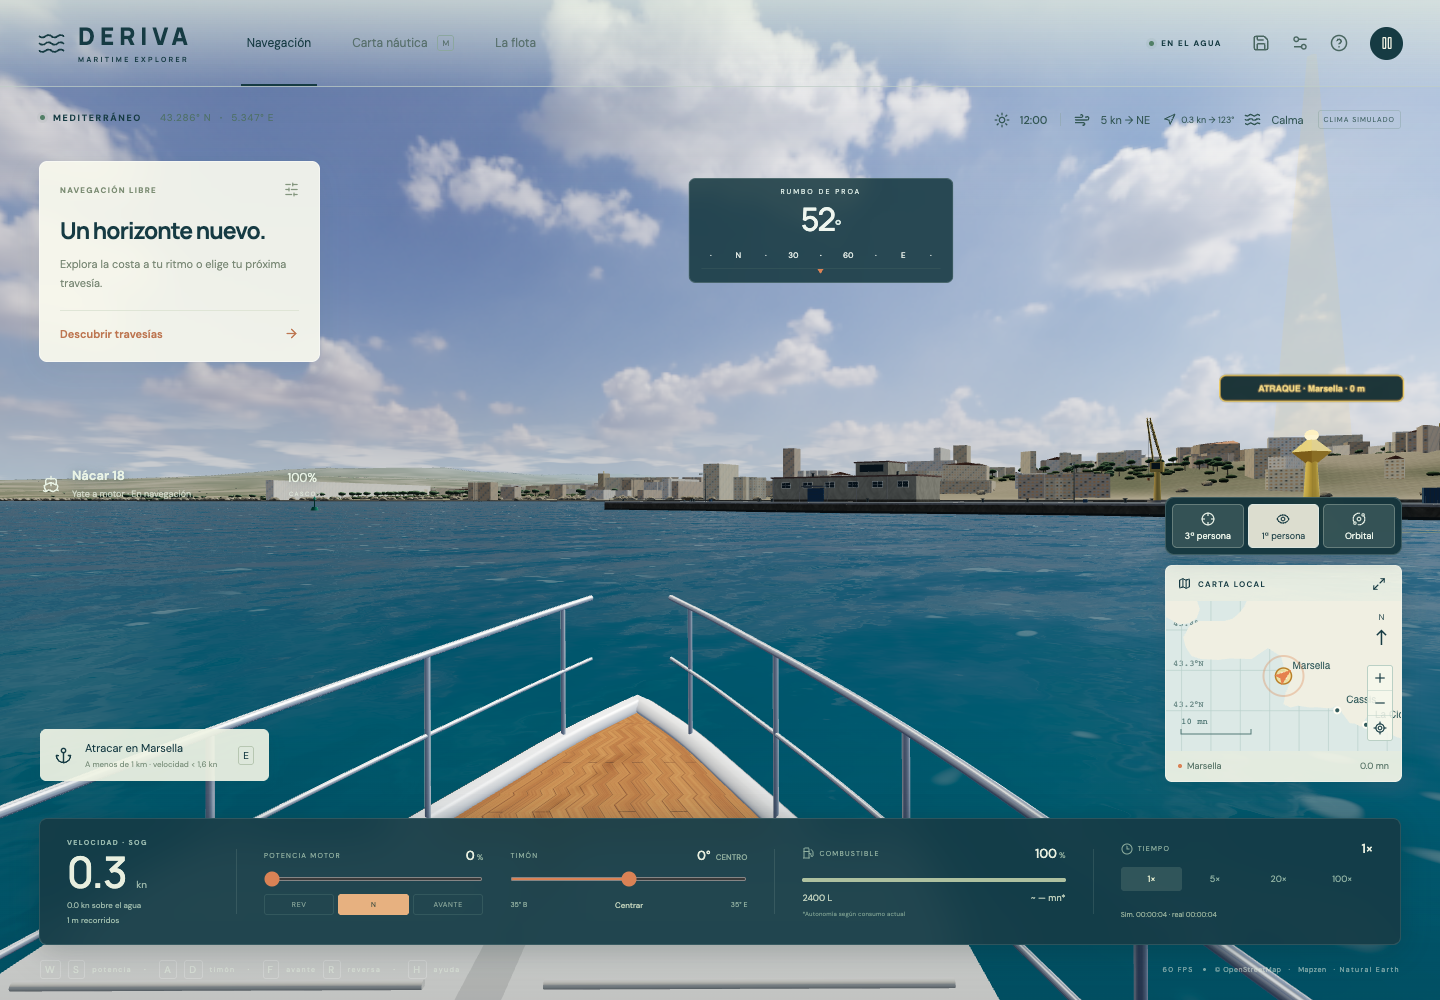 DERIVA
MARITIME EXPLORER
Navegación
Carta náutica M
La flota
EN EL AGUA
MEDITERRÁNEO 43.286° N · 5.347° E
12:00
5 kn → NE
0.3 kn → 123°
Calma
CLIMA SIMULADO
NAVEGACIÓN LIBRE
Un horizonte nuevo.
Explora la costa a tu ritmo o elige tu próxima
travesía.
Descubrir travesías
RUMBO DE PROA
52°
· N · 30 · 60 · E ·
ATRAQUE · Marsella · 0 m
Nácar 18
Yate a motor · En navegación
100%
CASCO
3ª persona
1ª persona
Orbital
CARTA LOCAL
N
43.3°N
Marsella
43.2°N
10 mn
Marsella
0.0 mn
Atracar en Marsella
A menos de 1 km · velocidad < 1,6 kn
E
VELOCIDAD · SOG
0.3 kn
0.0 kn sobre el agua
1 m recorridos
POTENCIA MOTOR
0 %
REV
N
AVANTE
TIMÓN
0° CENTRO
35° B
Centrar
35° E
COMBUSTIBLE
100 %
2400 L
~ — mn*
*Autonomía según consumo actual
TIEMPO
1×
1×
5×
20×
100×
Sim. 00:00:04 · real 00:00:04
W S potencia · A D timón · F avante R reversa · H ayuda
60 FPS • © OpenStreetMap · Mapzen · Natural Earth